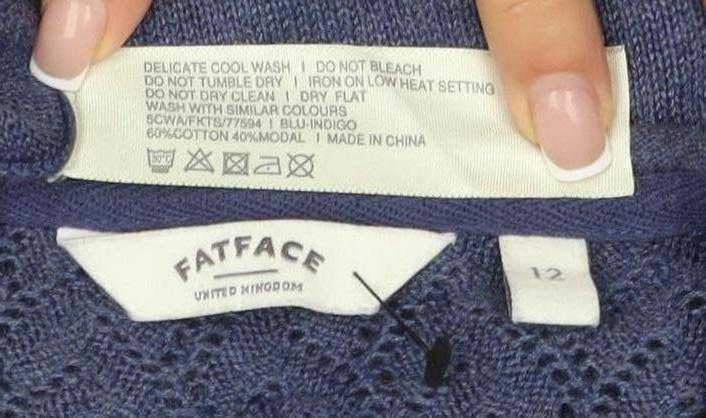 DELICATE COOL WASH | DO NOT BLEACH
DO NOT TUMBLE DRY | IRON ON LOW HEAT SETTING
DO NOT DRY CLEAN | DRY FLAT
WASH WITH SIMILAR COLOURS
SCWA/FKTS/77594 | BLU-INDIGO
60%COTTON 40%MODAL | MADE IN CHINA
30°C
FATFACE
UNITED KINGDOM
12